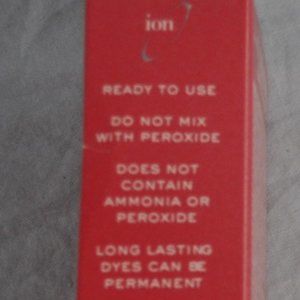 ion
READY TO USE
DO NOT MIX
WITH PEROXIDE
DOES NOT
CONTAIN
AMMONIA OR
PEROXIDE
LONG LASTING
DYES CAN BE
PERMANENT